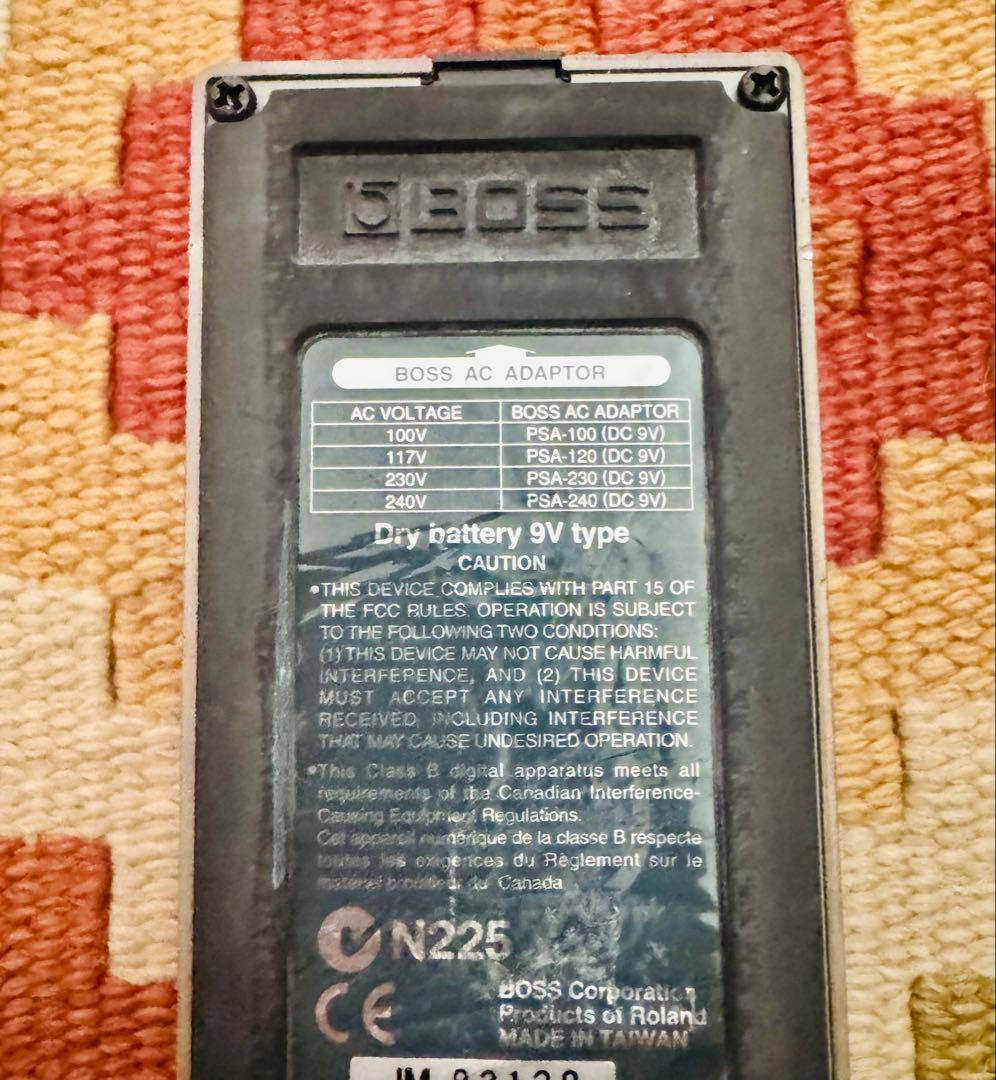 BOSS
BOSS AC ADAPTOR
AC VOLTAGE BOSS AC ADAPTOR
100V PSA-100 (DC 9V)
117V PSA-120 (DC 9V)
230V PSA-230 (DC 9V)
240V PSA-240 (DC 9V)
Dry battery 9V type
CAUTION
•THIS DEVICE COMPLIES WITH PART 15 OF
THE FCC RULES. OPERATION IS SUBJECT
TO THE FOLLOWING TWO CONDITIONS:
(1) THIS DEVICE MAY NOT CAUSE HARMFUL
INTERFERENCE, AND (2) THIS DEVICE
MUST ACCEPT ANY INTERFERENCE
RECEIVED, INCLUDING INTERFERENCE
THAT MAY CAUSE UNDESIRED OPERATION.
•This Class B digital apparatus meets all
requirements of the Canadian Interference-
Causing Equipment Regulations.
Cet appareil numérique de la classe B respecte
toutes les exigences du Règlement sur le
matériel brouilleur du Canada
N225
CE
BOSS Corporation
Products of Roland
MADE IN TAIWAN